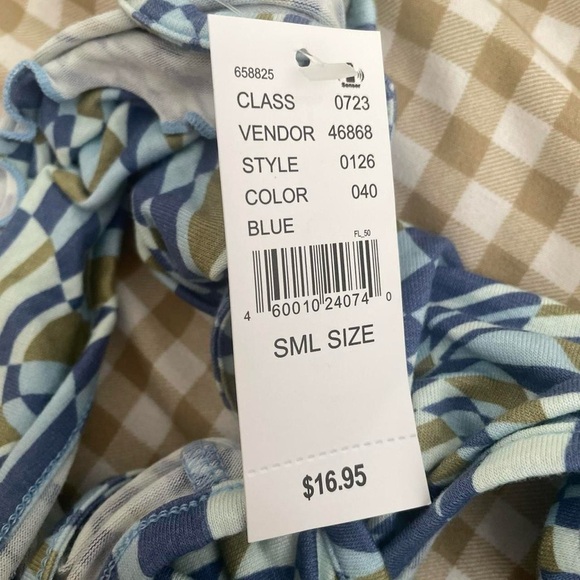 658825
Sensor
CLASS 0723
VENDOR 46868
STYLE 0126
COLOR 040
BLUE
FL_50
4 60010 24074 0
SML SIZE
$16.95